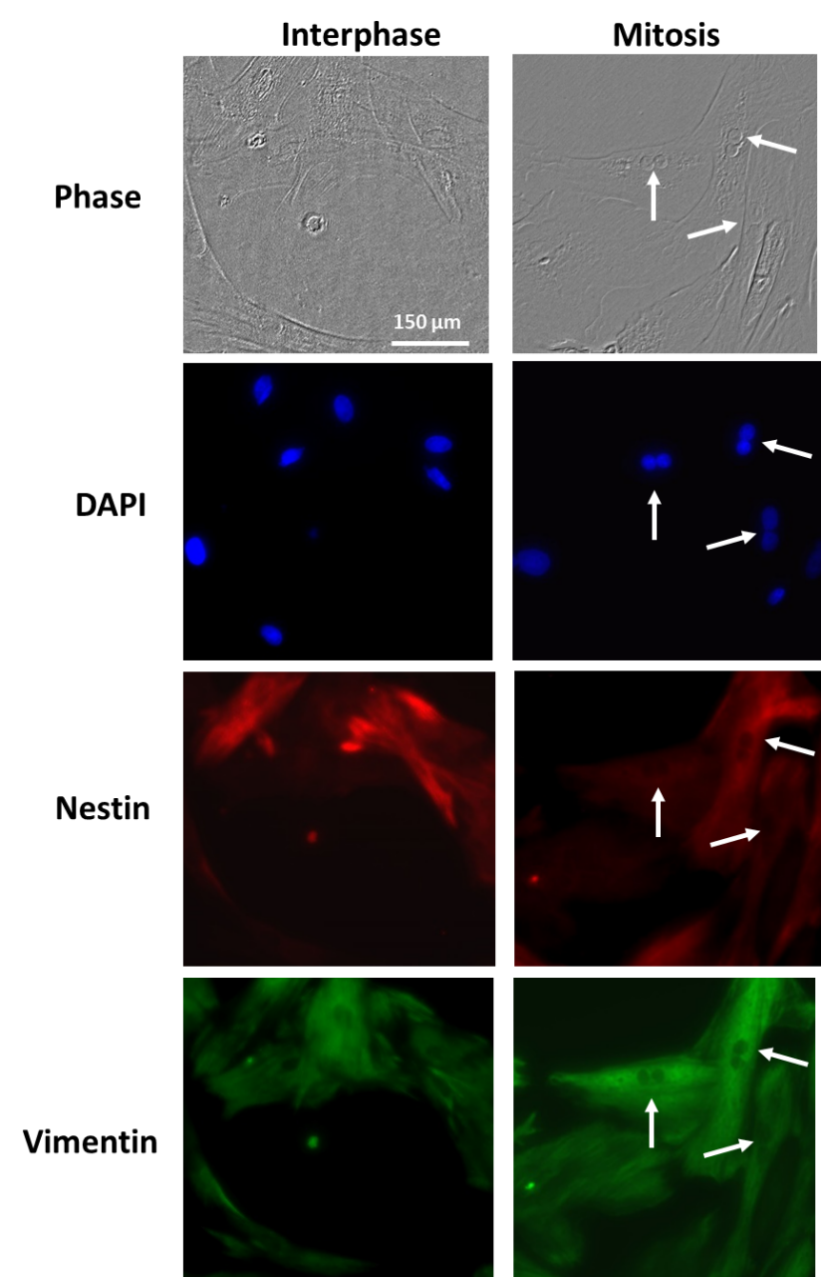 Interphase
Mitosis
Phase
150 µm
DAPI
Nestin
Vimentin